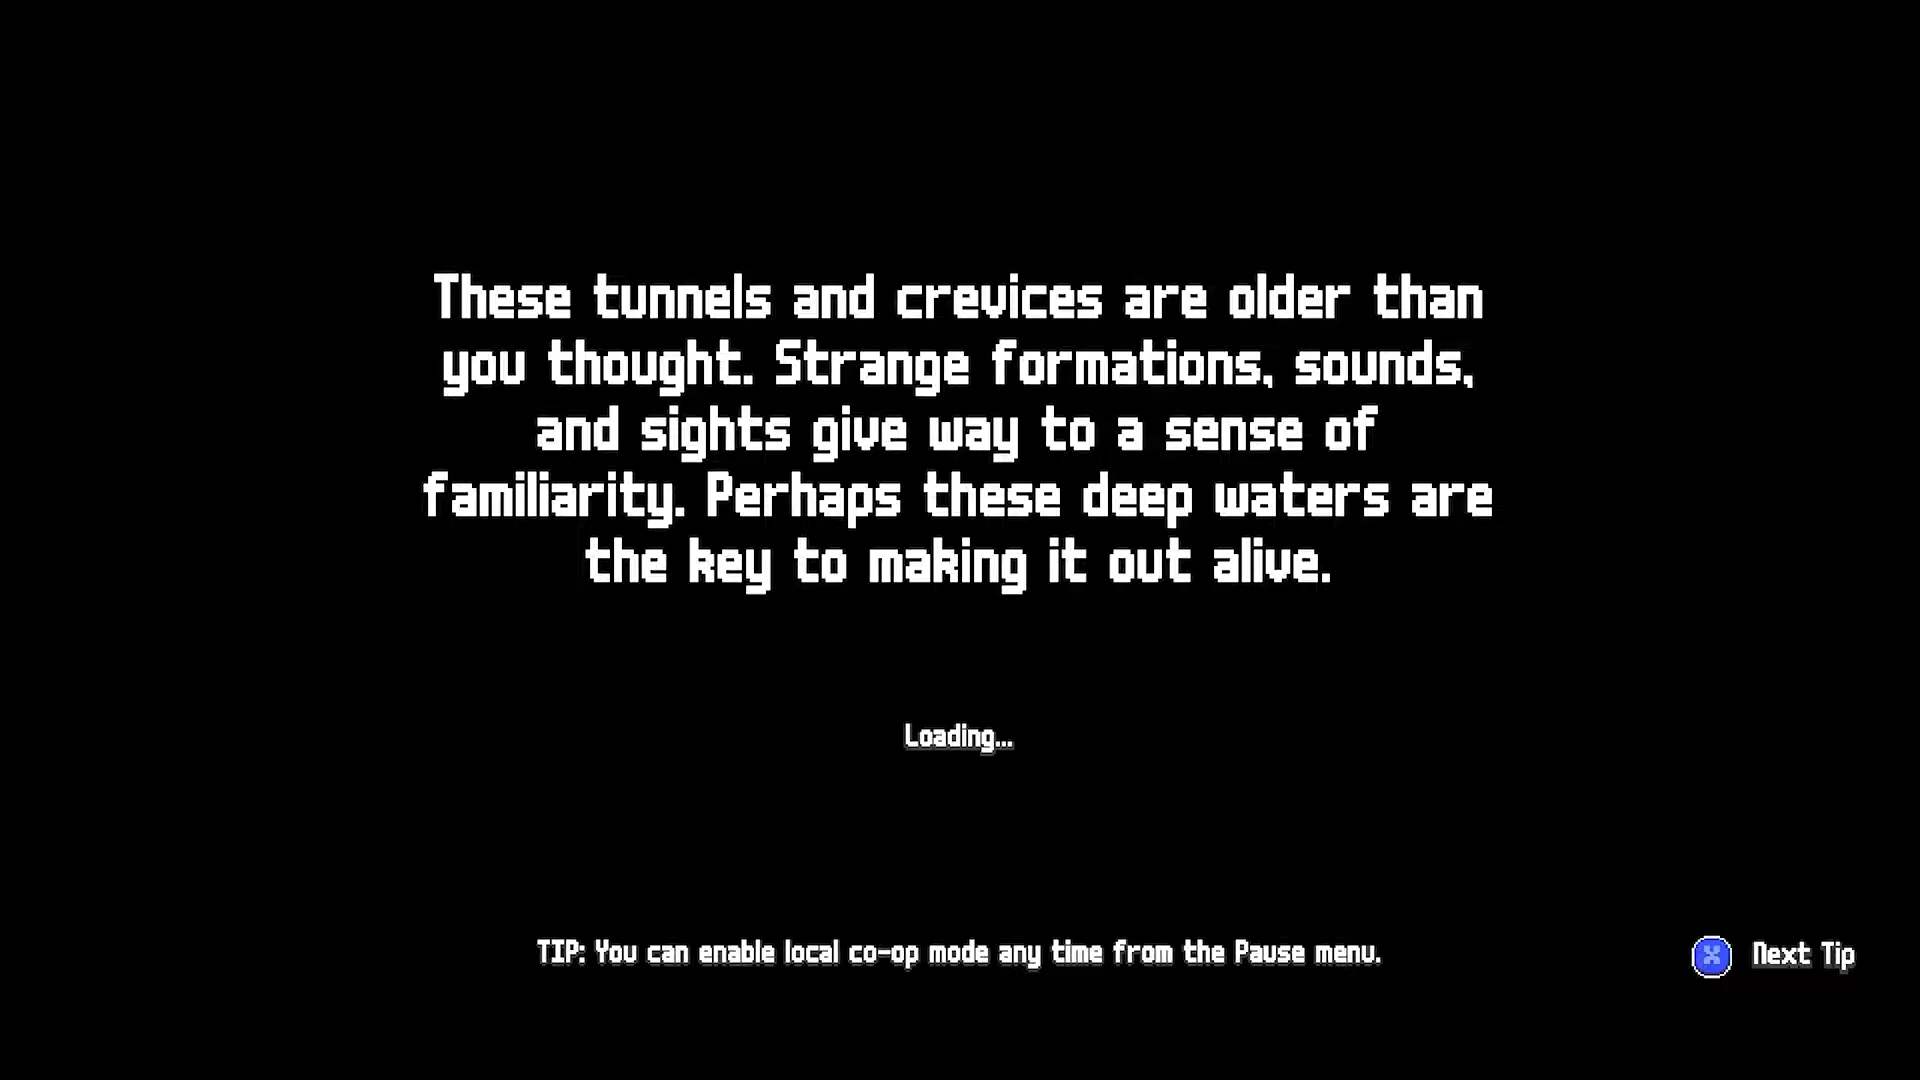 These tunnels and crevices are older than
you thought. Strange formations, sounds,
and sights give way to a sense of
familiarity. Perhaps these deep waters are
the key to making it out alive.
Loading...
TIP: You can enable local co-op mode any time from the Pause menu.
X Next Tip